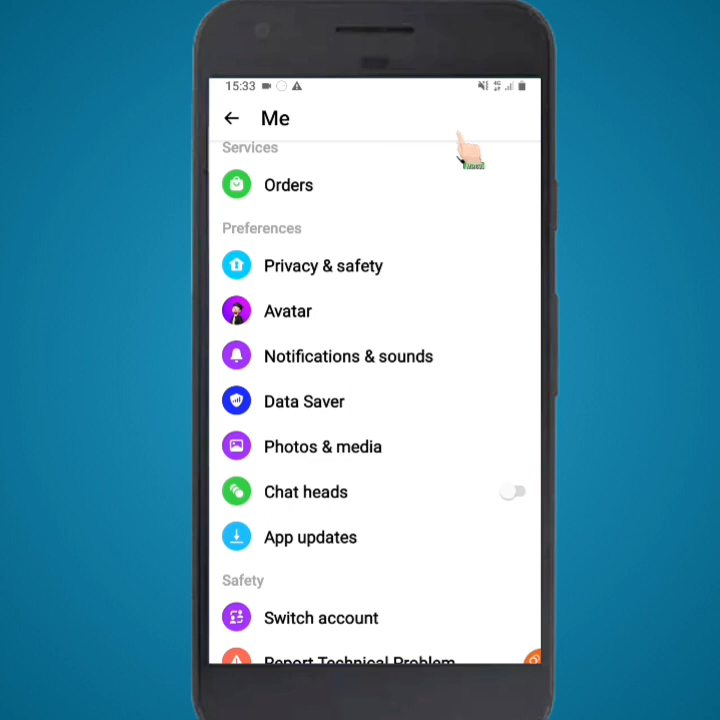 15:33
Me
Services
Orders
Preferences
Privacy & safety
Avatar
Notifications & sounds
Data Saver
Photos & media
Chat heads
App updates
Safety
Switch account
Report Technical Problem